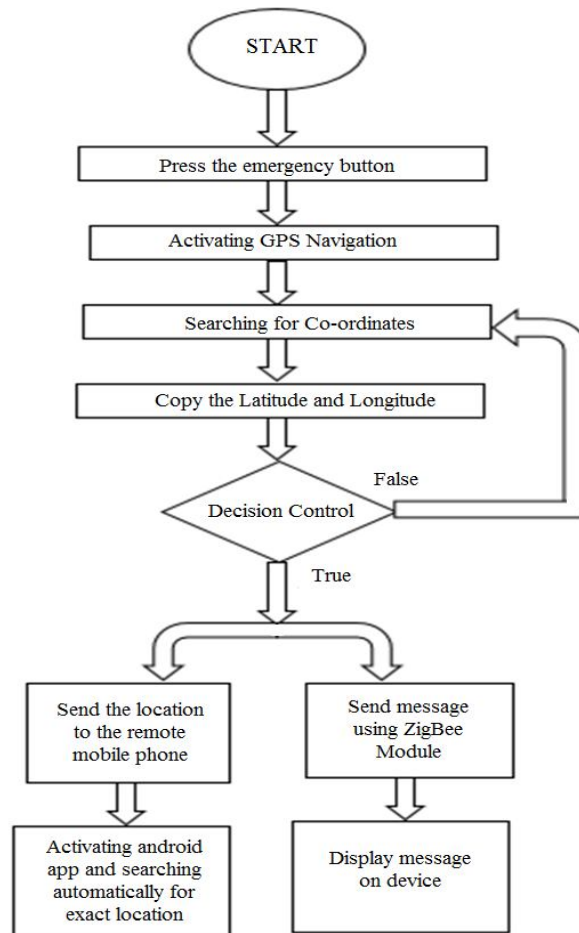 START
Press the emergency button
Activating GPS Navigation
Searching for Co-ordinates
Copy the Latitude and Longitude
False
Decision Control
True
Send the location
to the remote
mobile phone
Send message
using ZigBee
Module
Activating android
app and searching
automatically for
exact location
Display message
on device